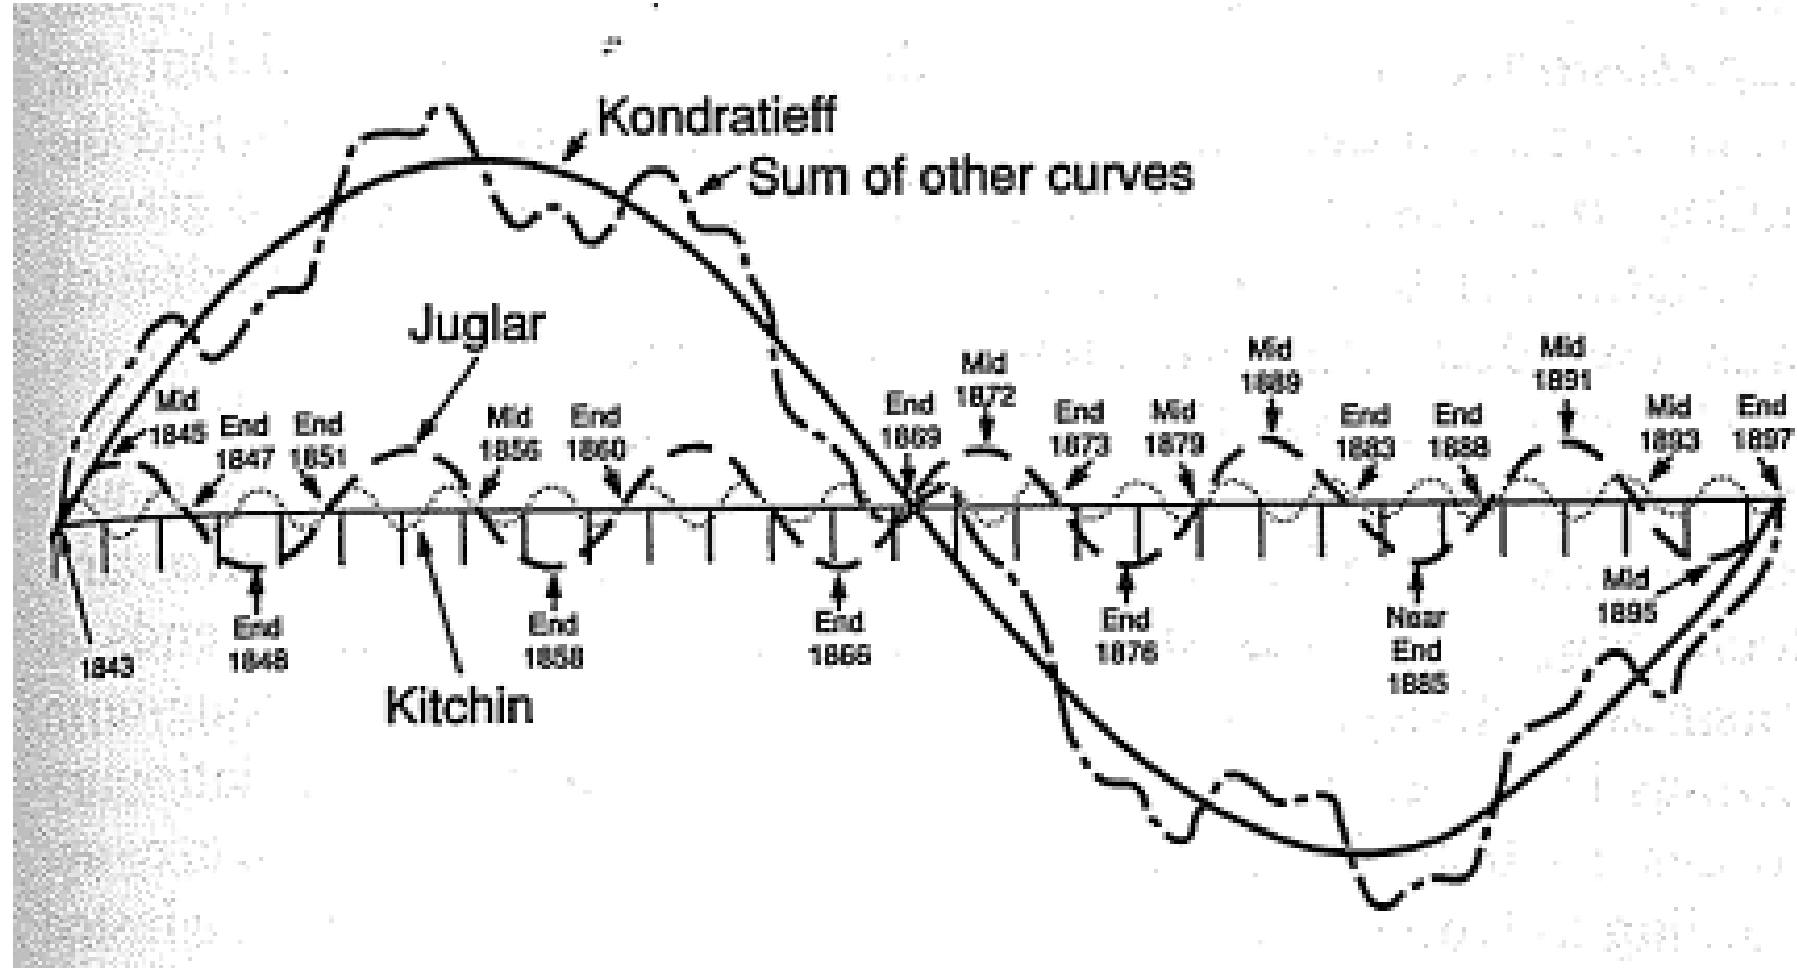 Kondratieff
Sum of other curves
Juglar
Mid
1845
End
1847
End
1851
Mid
1856
End
1860
End
1869
Mid
1872
End
1873
Mid
1879
Mid
1889
End
1883
End
1888
Mid
1891
Mid
1893
End
1897
1843
End
1848
Kitchin
End
1858
End
1866
End
1876
Near
End
1885
Mid
1895